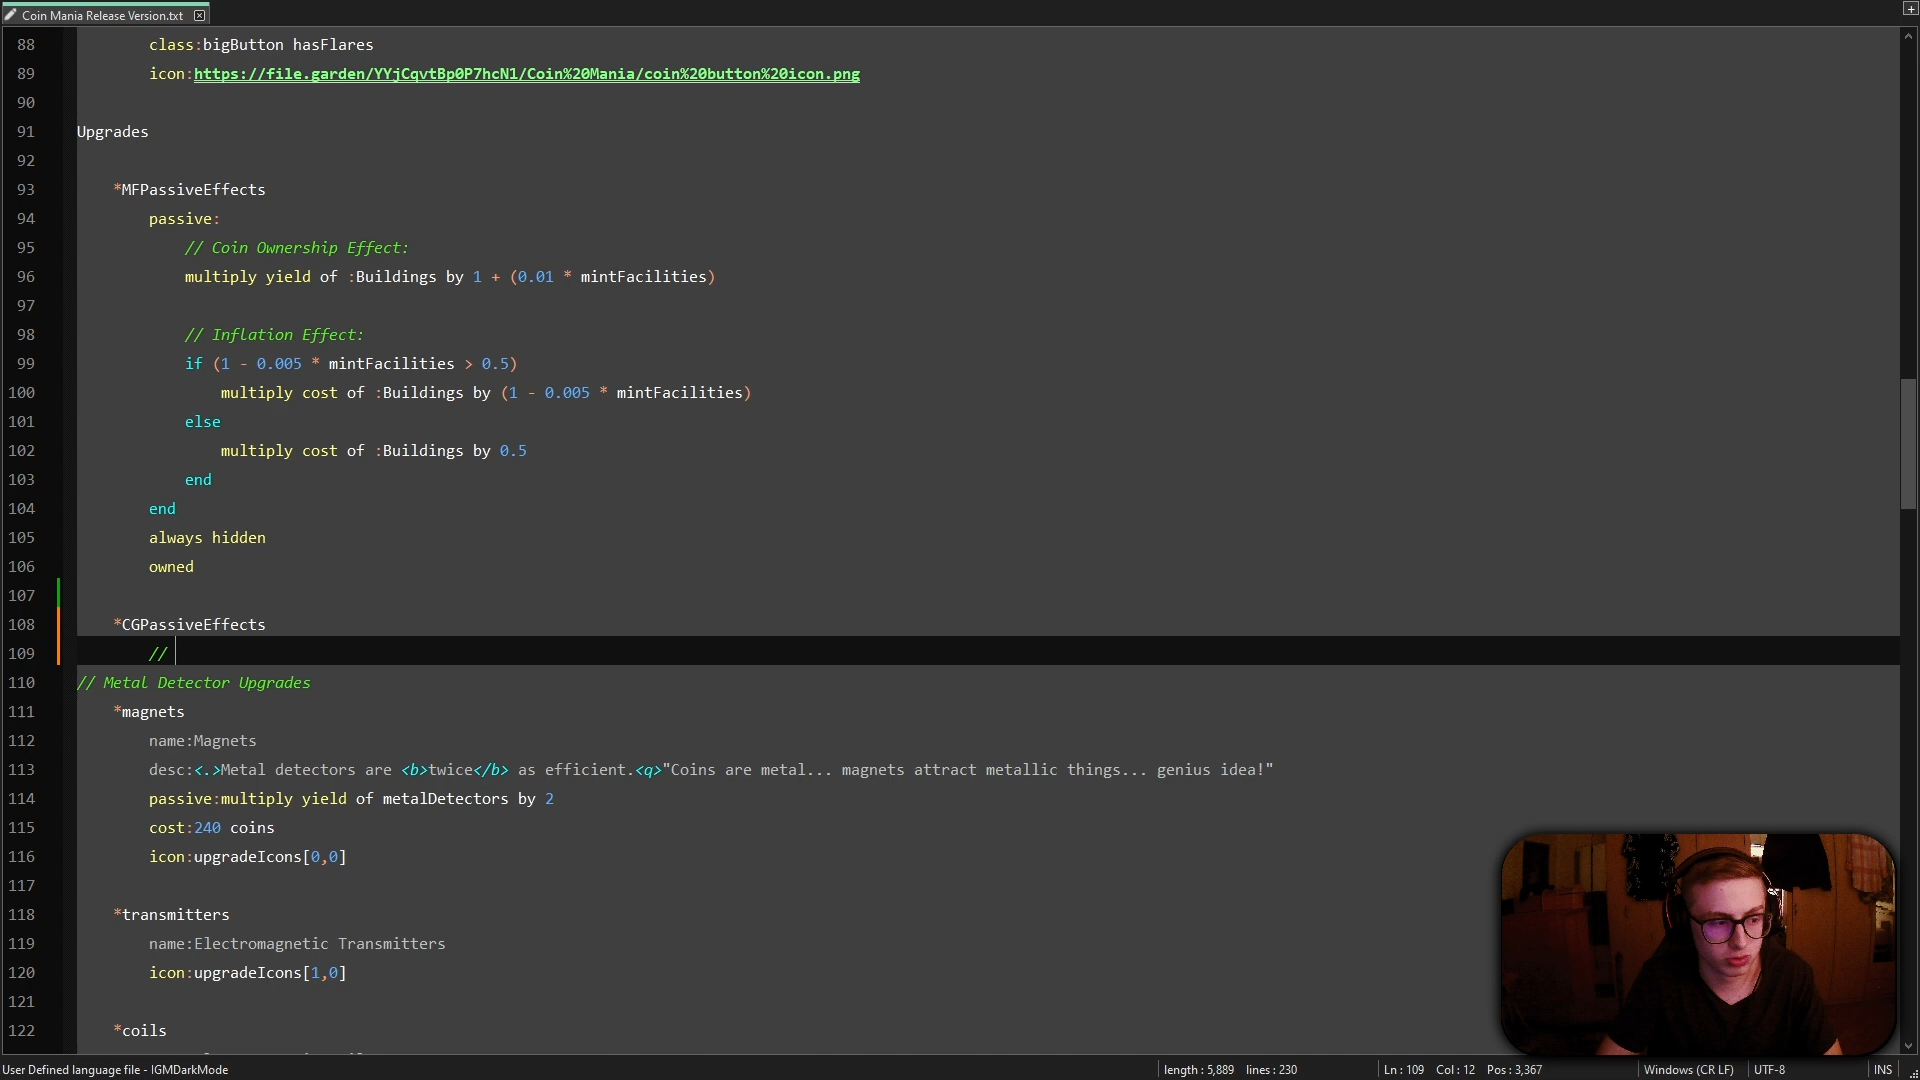 Coin Mania Release Version.txt
88 class:bigButton hasFlares
89 icon:https://file.garden/YYjCqvtBp0P7hcN1/Coin%20Mania/coin%20button%20icon.png
90
91 Upgrades
92
93 *MFPassiveEffects
94 passive:
95 // Coin Ownership Effect:
96 multiply yield of :Buildings by 1 + (0.01 * mintFacilities)
97
98 // Inflation Effect:
99 if (1 - 0.005 * mintFacilities > 0.5)
100 multiply cost of :Buildings by (1 - 0.005 * mintFacilities)
101 else
102 multiply cost of :Buildings by 0.5
103 end
104 end
105 always hidden
106 owned
107
108 *CGPassiveEffects
109 //
110 // Metal Detector Upgrades
111 *magnets
112 name:Magnets
113 desc:<.>Metal detectors are <b>twice</b> as efficient.<q>"Coins are metal... magnets attract metallic things... genius idea!"
114 passive:multiply yield of metalDetectors by 2
115 cost:240 coins
116 icon:upgradeIcons[0,0]
117
118 *transmitters
119 name:Electromagnetic Transmitters
120 icon:upgradeIcons[1,0]
121
122 *coils
User Defined language file - IGMDarkMode length : 5,889 lines : 230 Ln : 109 Col : 12 Pos : 3,367 Windows (CR LF) UTF-8 INS